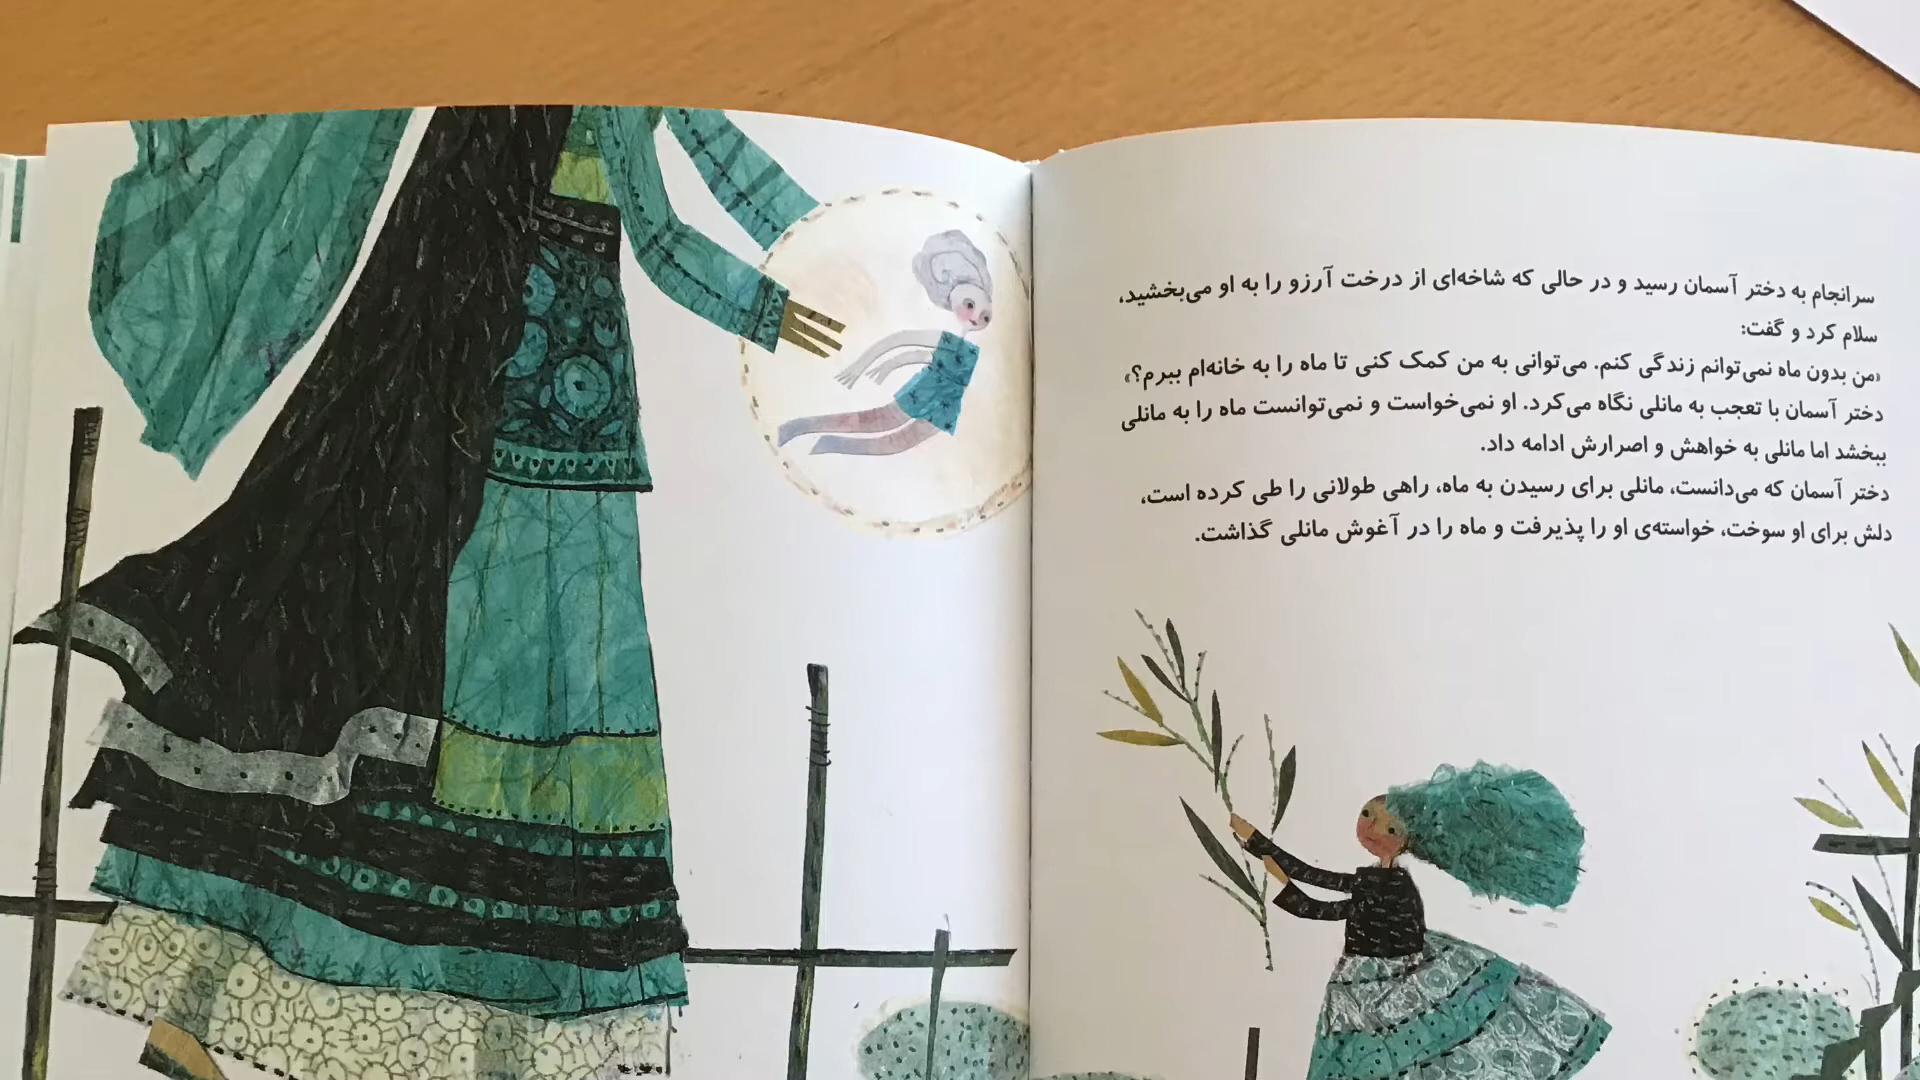 سرانجام به دختر آسمان رسید و در حالی که شاخه‌ای از درخت آرزو را به او می‌بخشید،
سلام کرد و گفت:
«من بدون ماه نمی‌توانم زندگی کنم. می‌توانی به من کمک کنی تا ماه را به خانه‌ام ببرم؟»
دختر آسمان با تعجب به مانلی نگاه می‌کرد. او نمی‌خواست و نمی‌توانست ماه را به مانلی
ببخشد اما مانلی به خواهش و اصرارش ادامه داد.
دختر آسمان که می‌دانست، مانلی برای رسیدن به ماه، راهی طولانی را طی کرده است،
دلش برای او سوخت، خواسته‌ی او را پذیرفت و ماه را در آغوش مانلی گذاشت.